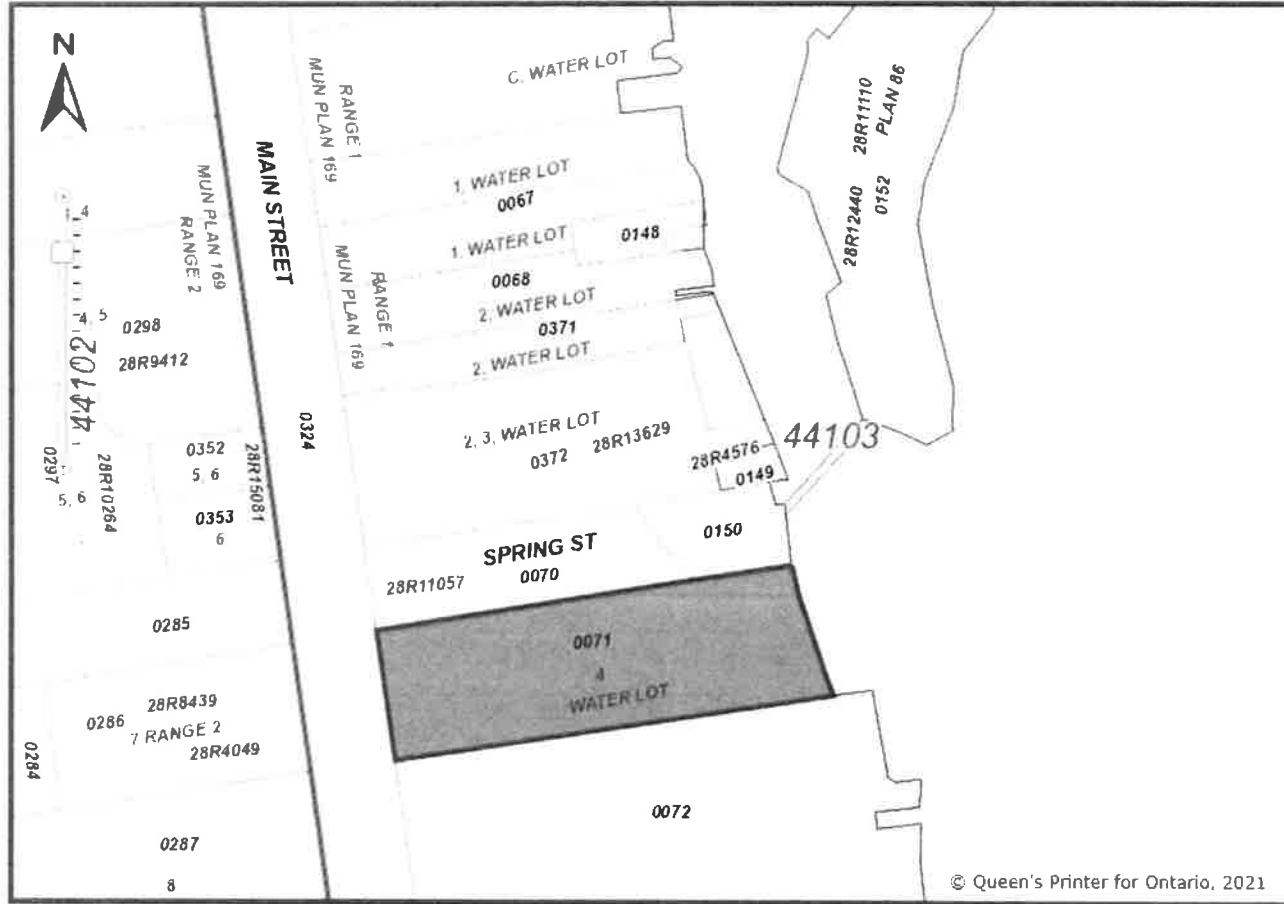 N
C. WATER LOT
28R12440 28R11110
0152 PLAN 86
RANGE 1
MUN PLAN 169
MAIN STREET
MUN PLAN 169
RANGE 2
1, WATER LOT
0067
1, WATER LOT
0148
0068
4
RANGE 1
MUN PLAN 169
2, WATER LOT
0371
2, WATER LOT
4, 5
0298
28R9412
44102
0324
2, 3, WATER LOT
0372 28R13629
44103
28R4576
0149
0352
5, 6
28R15081
0297
5, 6
28R10264
0353
6
SPRING ST
0150
28R11057
0070
0285
0071
4
WATER LOT
28R8439
0286
7 RANGE 2
28R4049
0284
0072
0287
8
© Queen's Printer for Ontario, 2021